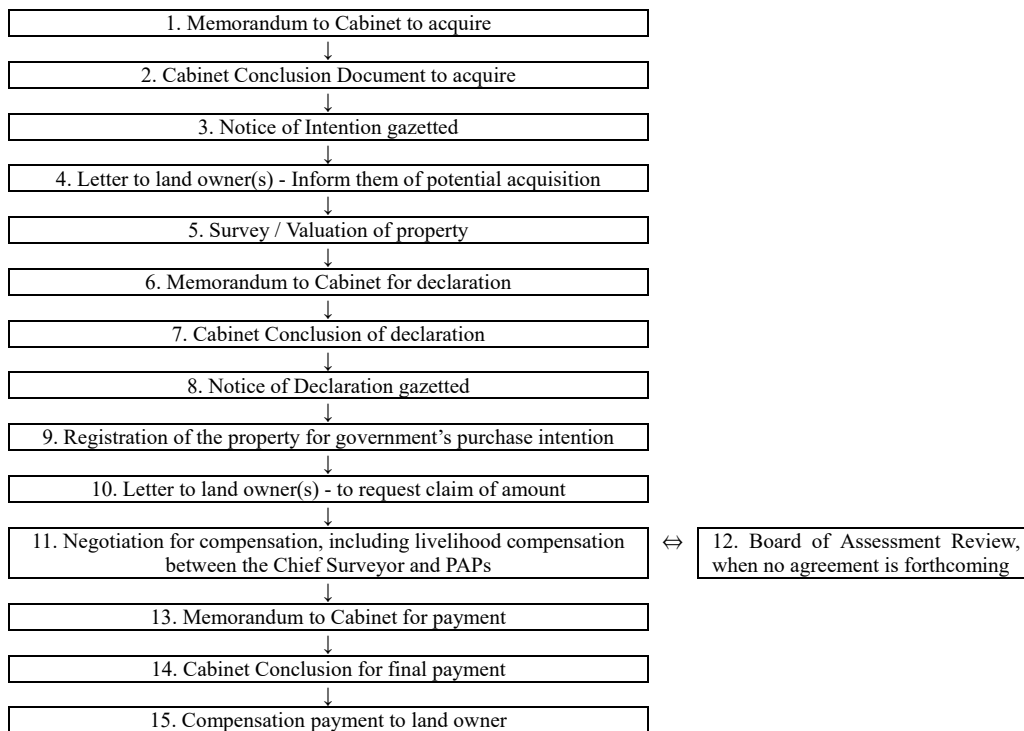 1. Memorandum to Cabinet to acquire
↓
2. Cabinet Conclusion Document to acquire
↓
3. Notice of Intention gazetted
↓
4. Letter to land owner(s) - Inform them of potential acquisition
↓
5. Survey / Valuation of property
↓
6. Memorandum to Cabinet for declaration
↓
7. Cabinet Conclusion of declaration
↓
8. Notice of Declaration gazetted
↓
9. Registration of the property for government’s purchase intention
↓
10. Letter to land owner(s) - to request claim of amount
↓
11. Negotiation for compensation, including livelihood compensation
between the Chief Surveyor and PAPs
⇔
12. Board of Assessment Review,
when no agreement is forthcoming
↓
13. Memorandum to Cabinet for payment
↓
14. Cabinet Conclusion for final payment
↓
15. Compensation payment to land owner